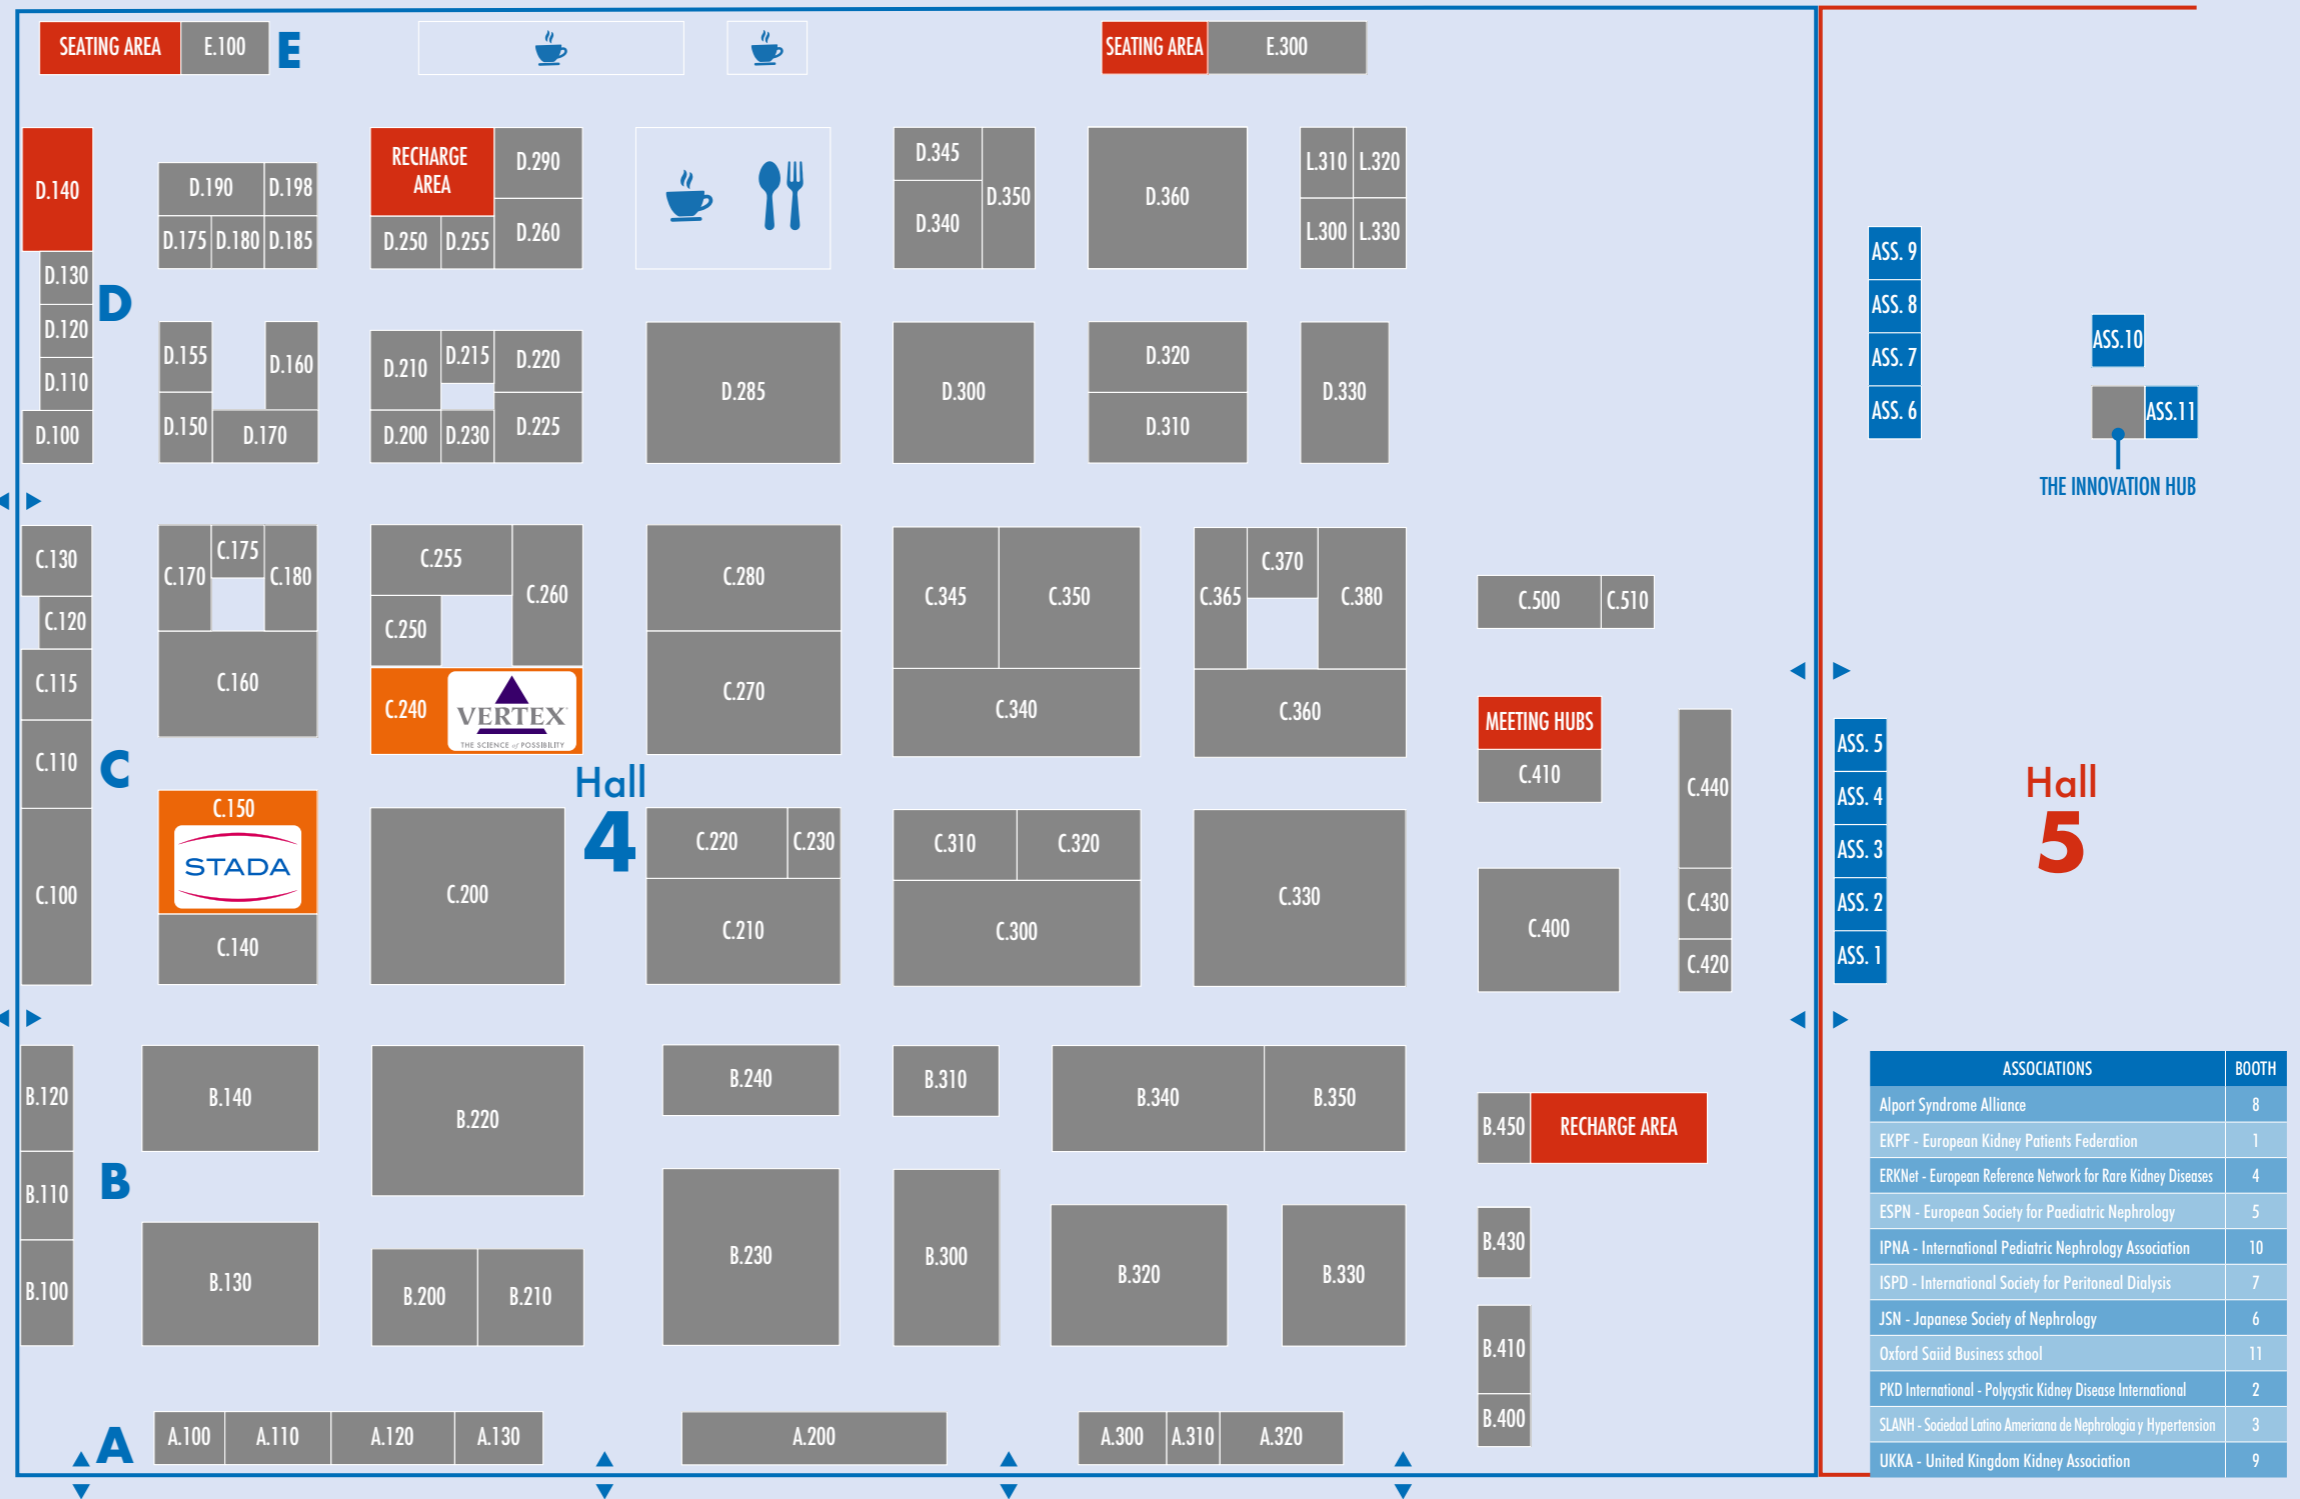 SEATING AREA
E.100
E
SEATING AREA
E.300
D.140
D.190
D.198
D.175
D.180
D.185
RECHARGE
AREA
D.290
D.250
D.255
D.260
D.345
D.340
D.350
D.360
L.310
L.320
L.300
L.330
D.130
D.120
D.110
D.100
D
D.155
D.150
D.160
D.170
D.210
D.215
D.220
D.200
D.230
D.225
D.285
D.300
D.320
D.310
D.330
ASS. 9
ASS. 8
ASS. 7
ASS. 6
ASS.10
ASS.11
THE INNOVATION HUB
C.130
C.120
C.115
C.110
C.100
C
C.170
C.175
C.180
C.160
C.255
C.250
C.260
C.240
VERTEX
THE SCIENCE of POSSIBILITY
C.280
C.270
C.345
C.350
C.340
C.365
C.370
C.380
C.360
C.500
C.510
MEETING HUBS
C.410
C.440
C.430
C.420
C.400
C.150
STADA
C.140
C.200
Hall
4
C.220
C.230
C.210
C.310
C.320
C.300
C.330
ASS. 5
ASS. 4
ASS. 3
ASS. 2
ASS. 1
Hall
5
B.120
B.110
B.100
B
B.140
B.130
B.220
B.200
B.210
B.240
B.230
B.310
B.300
B.340
B.350
B.320
B.330
B.450
RECHARGE AREA
B.430
B.410
B.400
A
A.100
A.110
A.120
A.130
A.200
A.300
A.310
A.320
ASSOCIATIONS BOOTH
Alport Syndrome Alliance 8
EKPF - European Kidney Patients Federation 1
ERKNet - European Reference Network for Rare Kidney Diseases 4
ESPN - European Society for Paediatric Nephrology 5
IPNA - International Pediatric Nephrology Association 10
ISPD - International Society for Peritoneal Dialysis 7
JSN - Japanese Society of Nephrology 6
Oxford Saiid Business school 11
PKD International - Polycystic Kidney Disease International 2
SLANH - Sociedad Latino Americana de Nephrologia y Hypertension 3
UKKA - United Kingdom Kidney Association 9